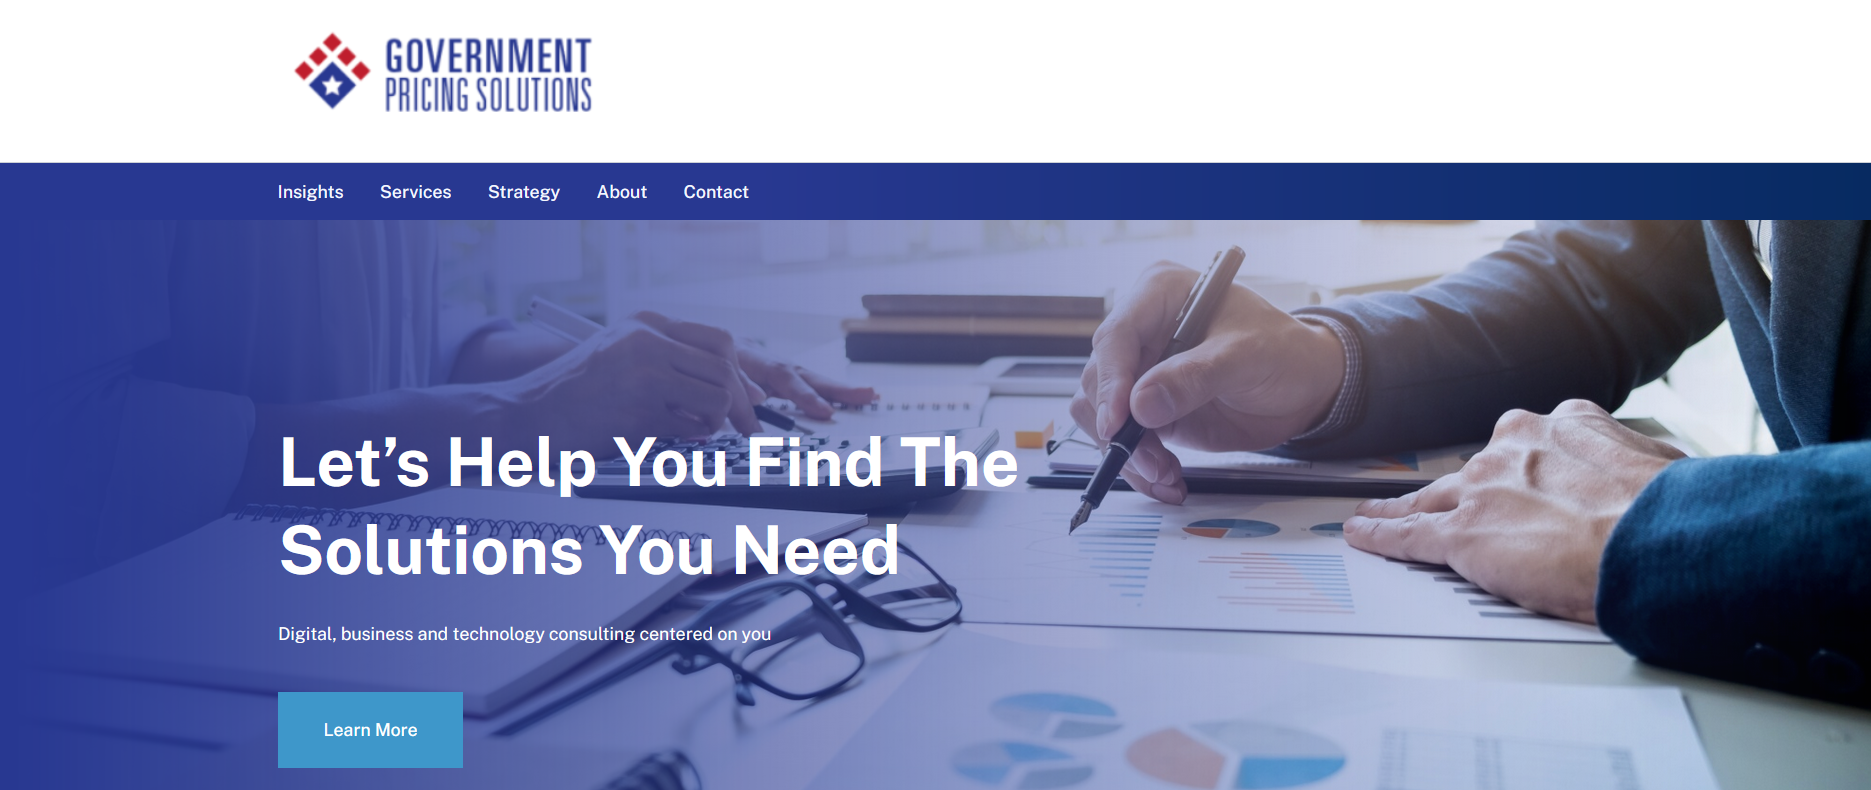 GOVERNMENT
PRICING SOLUTIONS
Insights Services Strategy About Contact
Let’s Help You Find The
Solutions You Need
Digital, business and technology consulting centered on you
Learn More